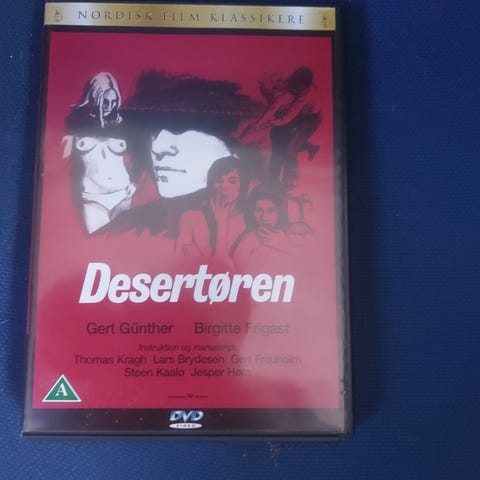 NORDISK FILM KLASSIKERE
Desertøren
Gert Günther Birgitte Frigast
Instruktion og manuskript:
Thomas Kragh Lars Brydesen Gert Fredholm
Steen Kaalø Jesper Høm
A
DVD
VIDEO